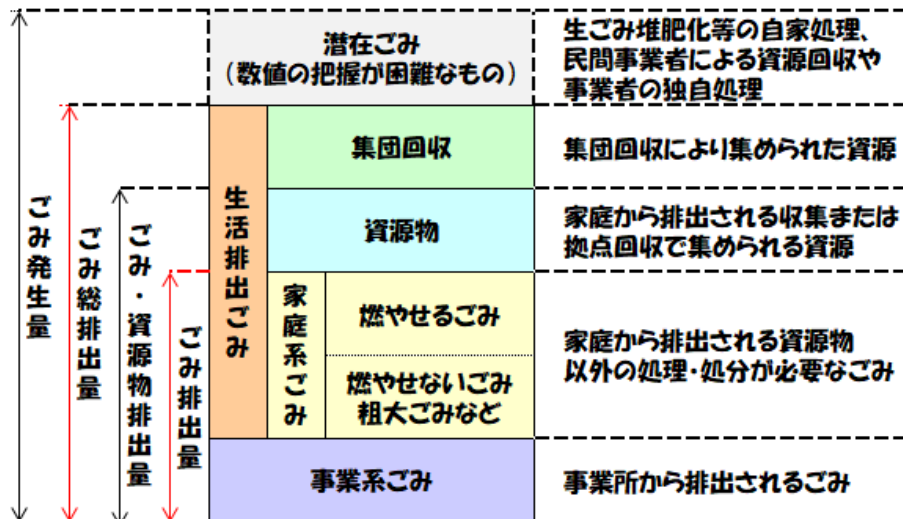 潜在ごみ
（数値の把握が困難なもの）
生ごみ堆肥化等の自家処理、
民間事業者による資源回収や
事業者の独自処理
集団回収
集団回収により集められた資源
資源物
家庭から排出される収集または
拠点回収で集められる資源
生活排出ごみ
家庭系ごみ
燃やせるごみ
燃やせないごみ
粗大ごみなど
家庭から排出される資源物
以外の処理・処分が必要なごみ
事業系ごみ
事業所から排出されるごみ
ごみ発生量
ごみ総排出量
ごみ・資源物排出量
ごみ排出量